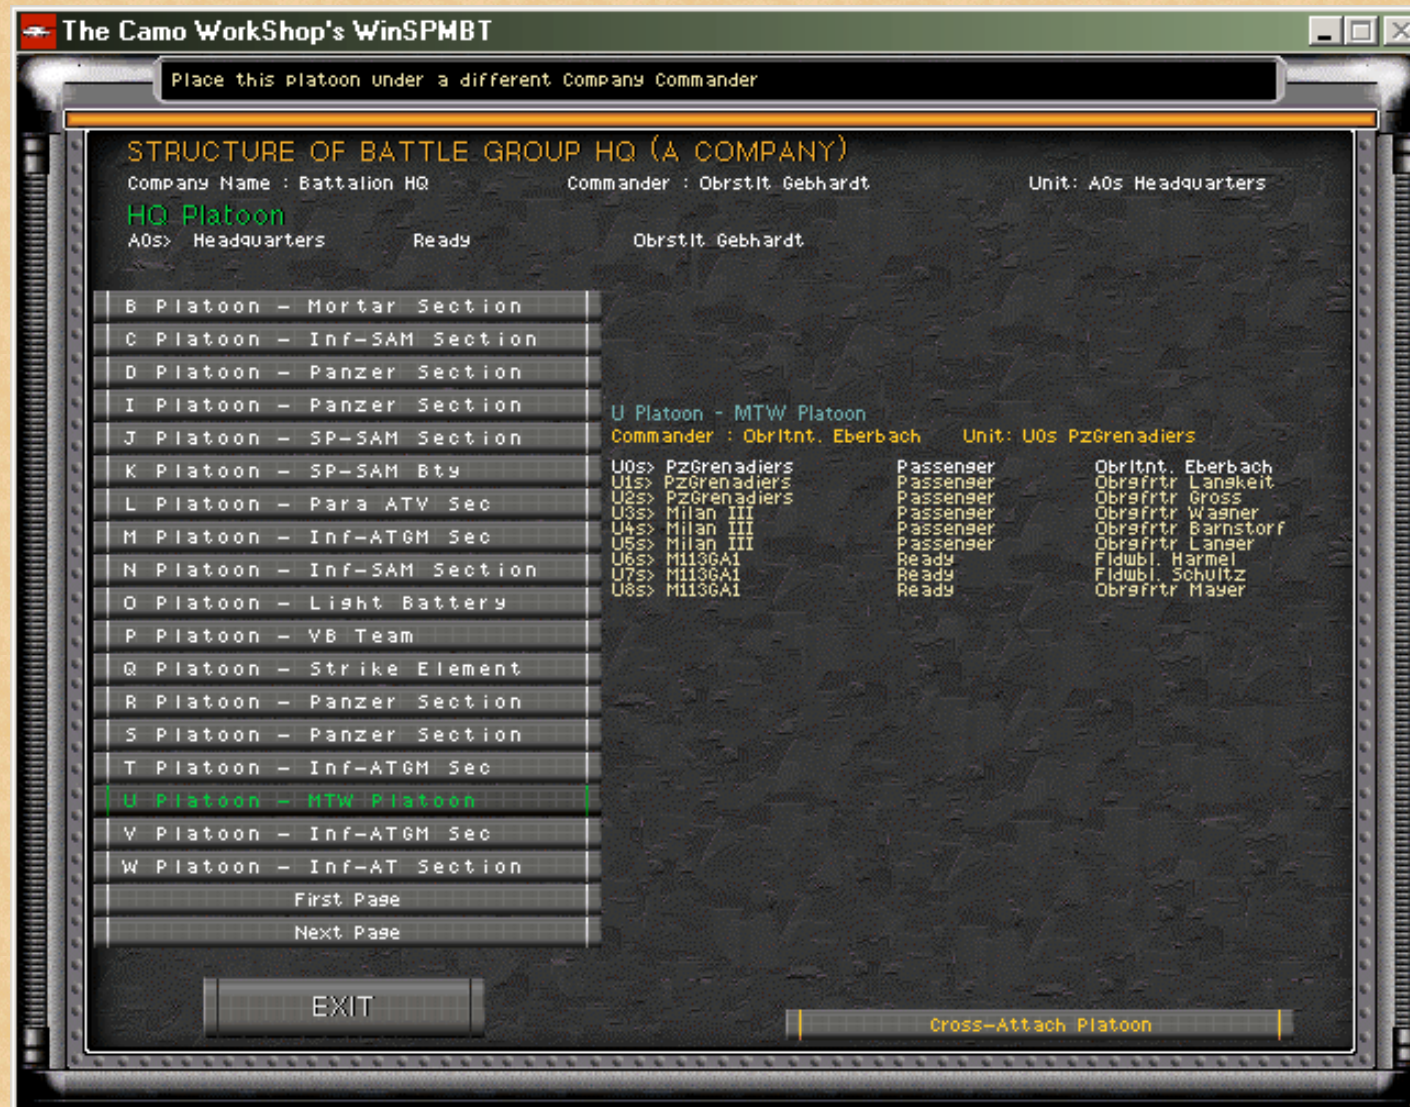 The Camo WorkShop's WinSPMBT
Place this platoon under a different Company Commander
STRUCTURE OF BATTLE GROUP HQ (A COMPANY)
Company Name : Battalion HQ Commander : Obrstlt Gebhardt Unit: A0s Headquarters
HQ Platoon
A0s> Headquarters Ready Obrstlt Gebhardt
B Platoon - Mortar Section
C Platoon - Inf-SAM Section
D Platoon - Panzer Section
I Platoon - Panzer Section
J Platoon - SP-SAM Section
K Platoon - SP-SAM Bty
L Platoon - Para ATV Sec
M Platoon - Inf-ATGM Sec
N Platoon - Inf-SAM Section
O Platoon - Light Battery
P Platoon - VB Team
Q Platoon - Strike Element
R Platoon - Panzer Section
S Platoon - Panzer Section
T Platoon - Inf-ATGM Sec
U Platoon - MTW Platoon
V Platoon - Inf-ATGM Sec
W Platoon - Inf-AT Section
First Page
Next Page
EXIT
U Platoon - MTW Platoon
Commander : Obrltnt. Eberbach Unit: U0s PzGrenadiers
U0s> PzGrenadiers Passenger Obrltnt. Eberbach
U1s> PzGrenadiers Passenger Obrgfrtr Langkeit
U2s> PzGrenadiers Passenger Obrgfrtr Gross
U3s> Milan III Passenger Obrgfrtr Wagner
U4s> Milan III Passenger Obrgfrtr Barnstorf
U5s> Milan III Passenger Obrgfrtr Langer
U6s> M113GA1 Ready Fldwbl. Harmel
U7s> M113GA1 Ready Fldwbl. Schultz
U8s> M113GA1 Ready Obrgfrtr Mayer
Cross-Attach Platoon